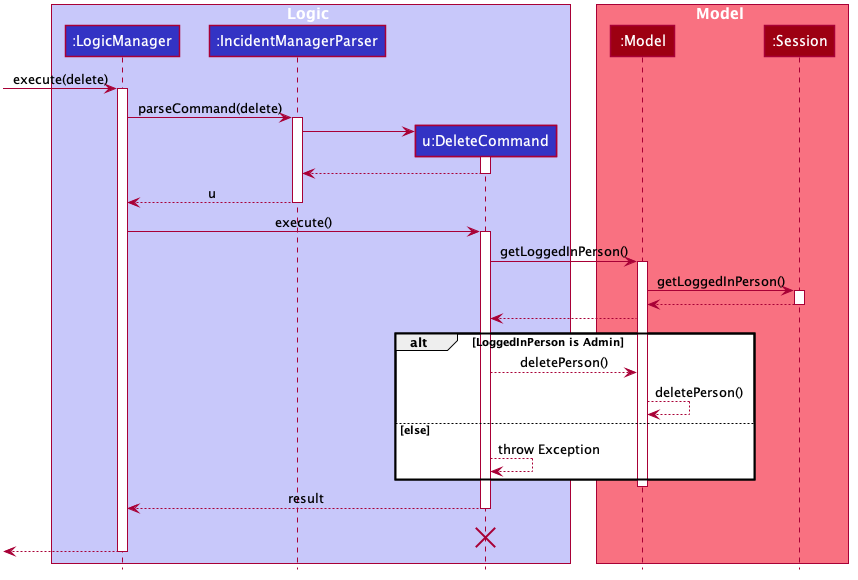 Logic
Model
:LogicManager
:IncidentManagerParser
:Model
:Session
execute(delete)
parseCommand(delete)
u:DeleteCommand
u
execute()
getLoggedInPerson()
getLoggedInPerson()
alt
[LoggedInPerson is Admin]
deletePerson()
deletePerson()
[else]
throw Exception
result